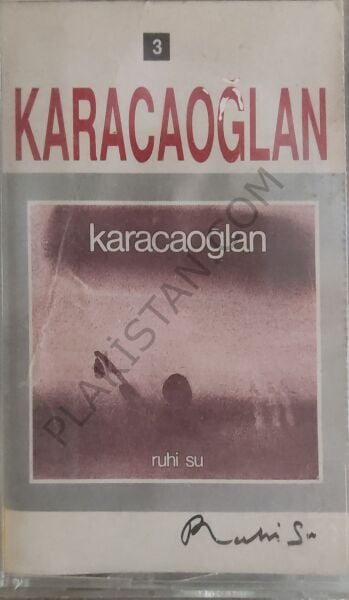 3
KARACAOĞLAN
karacaoğlan
ruhi su
Ruhi Su
PLAKİSTAN.COM